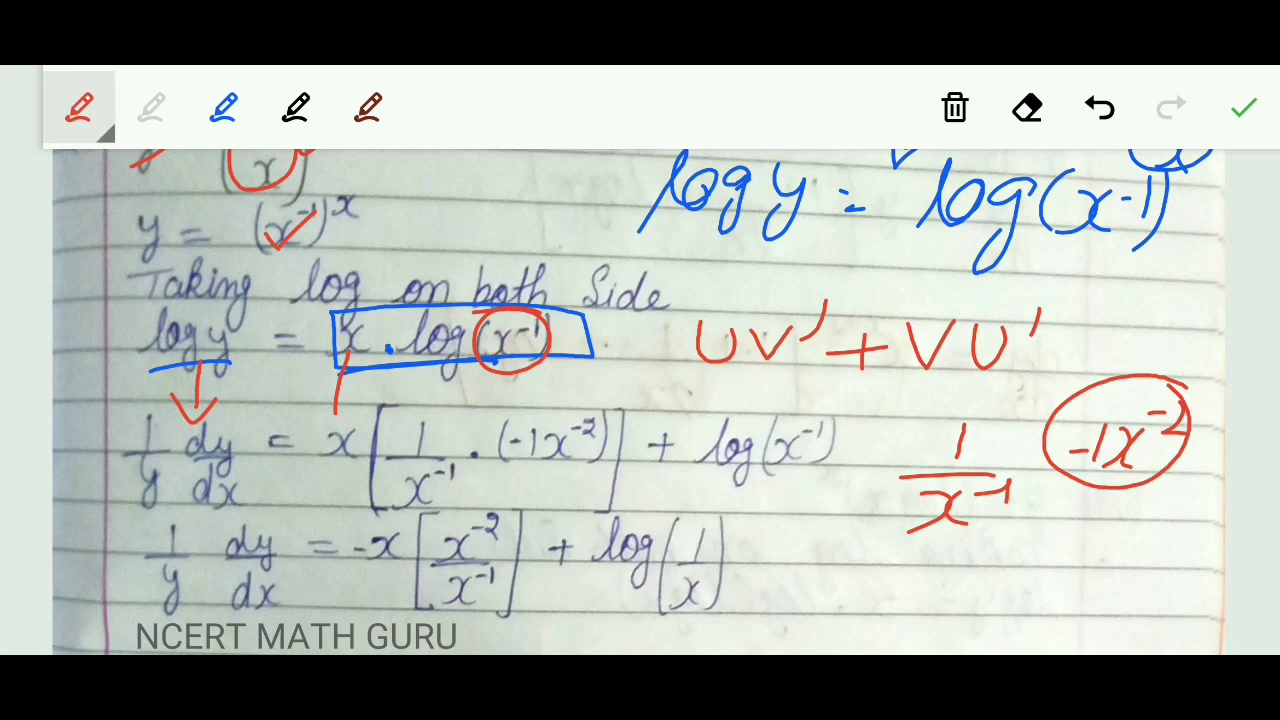 x
y = (x⁻¹)ˣ
log y = log(x-1)
Taking log on both Side
log y = x . log(x⁻¹)
UV' + VU'
1/y dy/dx = x [1/x⁻¹ . (-1x⁻²)] + log(x⁻¹)
1/x⁻¹
-1x⁻²
1/y dy/dx = -x [x⁻²/x⁻¹] + log(1/x)
NCERT MATH GURU